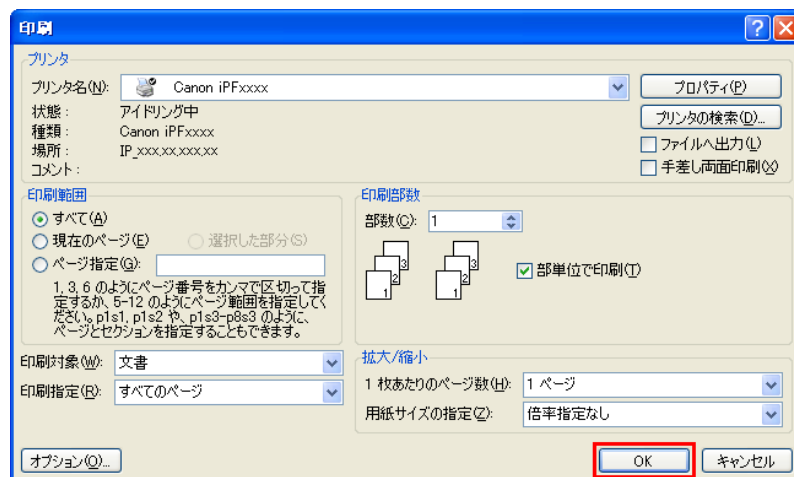 印刷
プリンタ
プリンタ名(N): Canon iPFxxxx プロパティ(P)
状態: アイドリング中 プリンタの検索(D)...
種類: Canon iPFxxxx
場所: IP_xxx,xx,xxx,xx ファイルへ出力(L)
コメント: 手差し両面印刷(X)
印刷範囲
すべて(A)
現在のページ(E) 選択した部分(S)
ページ指定(G):
1, 3, 6 のようにページ番号をカンマで区切って指
定するか、5-12 のようにページ範囲を指定してく
ださい。p1s1, p1s2 や、p1s3-p8s3 のように、
ページとセクションを指定することもできます。
印刷部数
部数(C): 1
1 2 3 1 2 3
部単位で印刷(T)
印刷対象(W): 文書
印刷指定(R): すべてのページ
拡大/縮小
1 枚あたりのページ数(H): 1 ページ
用紙サイズの指定(Z): 倍率指定なし
オプション(O)... OK キャンセル